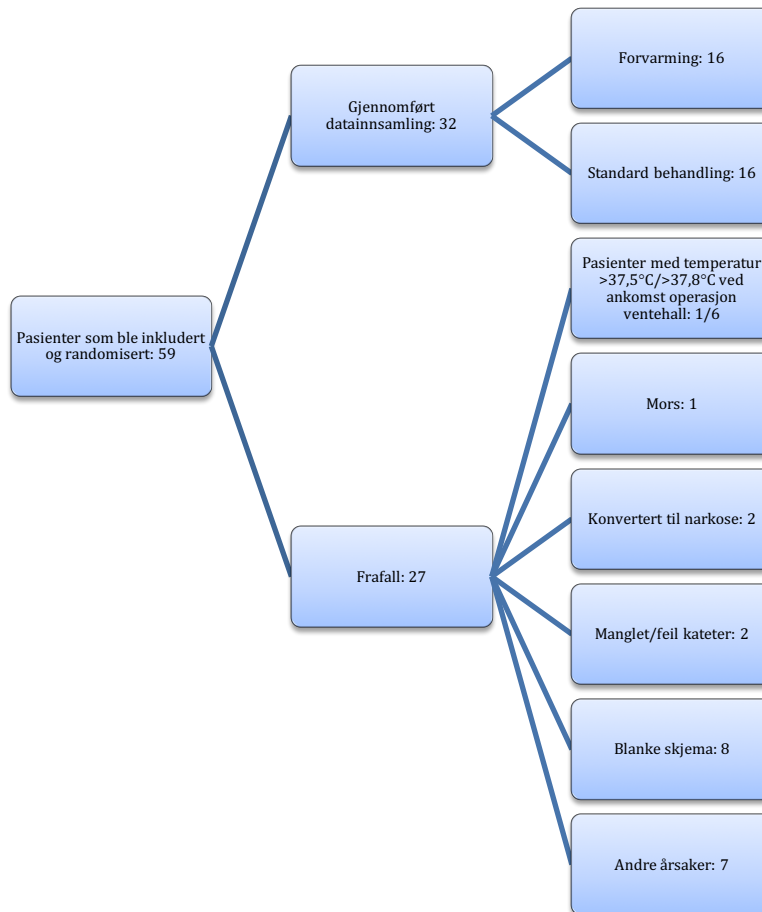 Pasienter som ble inkludert
og randomisert: 59
Gjennomført
datainnsamling: 32
Forvarming: 16
Standard behandling: 16
Frafall: 27
Pasienter med temperatur
>37,5°C/>37,8°C ved
ankomst operasjon
ventehall: 1/6
Mors: 1
Konvertert til narkose: 2
Manglet/feil kateter: 2
Blanke skjema: 8
Andre årsaker: 7